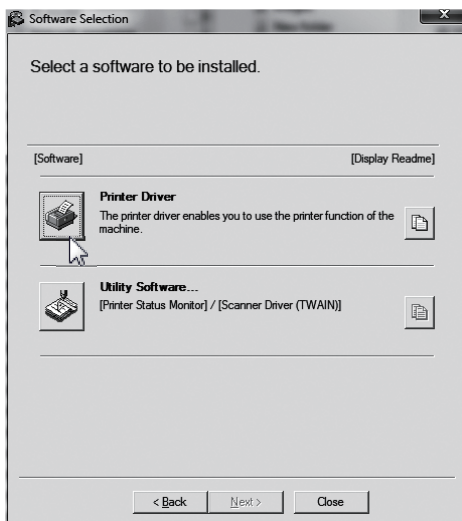 Software Selection
Select a software to be installed.
[Software] [Display Readme]
Printer Driver
The printer driver enables you to use the printer function of the
machine.
Utility Software...
[Printer Status Monitor] / [Scanner Driver (TWAIN)]
< Back Next > Close